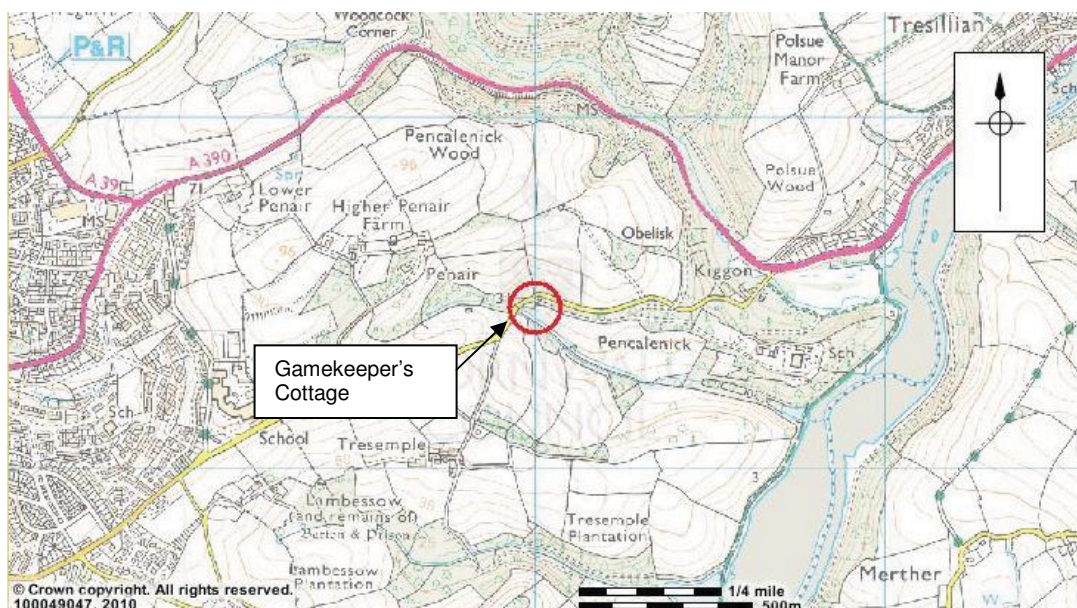 Woodcock
Corner
P&R
Tresillian
Polsue
Manor
Farm
Sch
MS
Pencalenick
Wood
96
A 390
A 39
71
Spr
Lower
Penair
MS
Higher Penair
Farm
Polsue
Wood
96
Obelisk
Penair
Kiggon
3
Gamekeeper's
Cottage
Pencalenick
Sch
Sch
School
Tresemple
3
Lambessow
(and remains of)
Tresemple
Plantation
Lambessow
Plantation
Merther
W
© Crown copyright. All rights reserved.
100049047, 2010
1/4 mile
500m